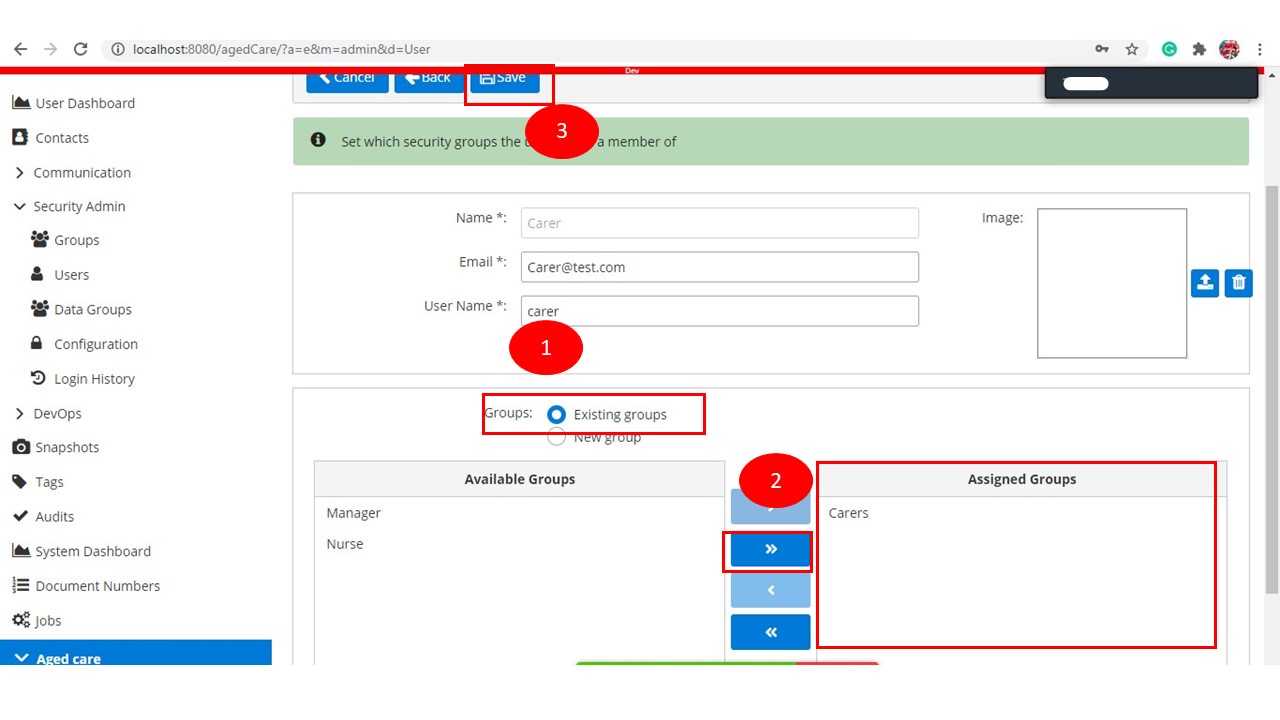 localhost:8080/agedCare/?a=e&m=admin&d=User
Dev
Cancel
Back
Save
3
User Dashboard
Contacts
Communication
Security Admin
Groups
Users
Data Groups
Configuration
Login History
DevOps
Snapshots
Tags
Audits
System Dashboard
Document Numbers
Jobs
Aged care
Set which security groups the a member of
Name *:
Carer
Image:
Email *:
Carer@test.com
User Name *:
carer
1
Groups:
Existing groups
New group
2
Available Groups
Assigned Groups
Manager
Carers
Nurse